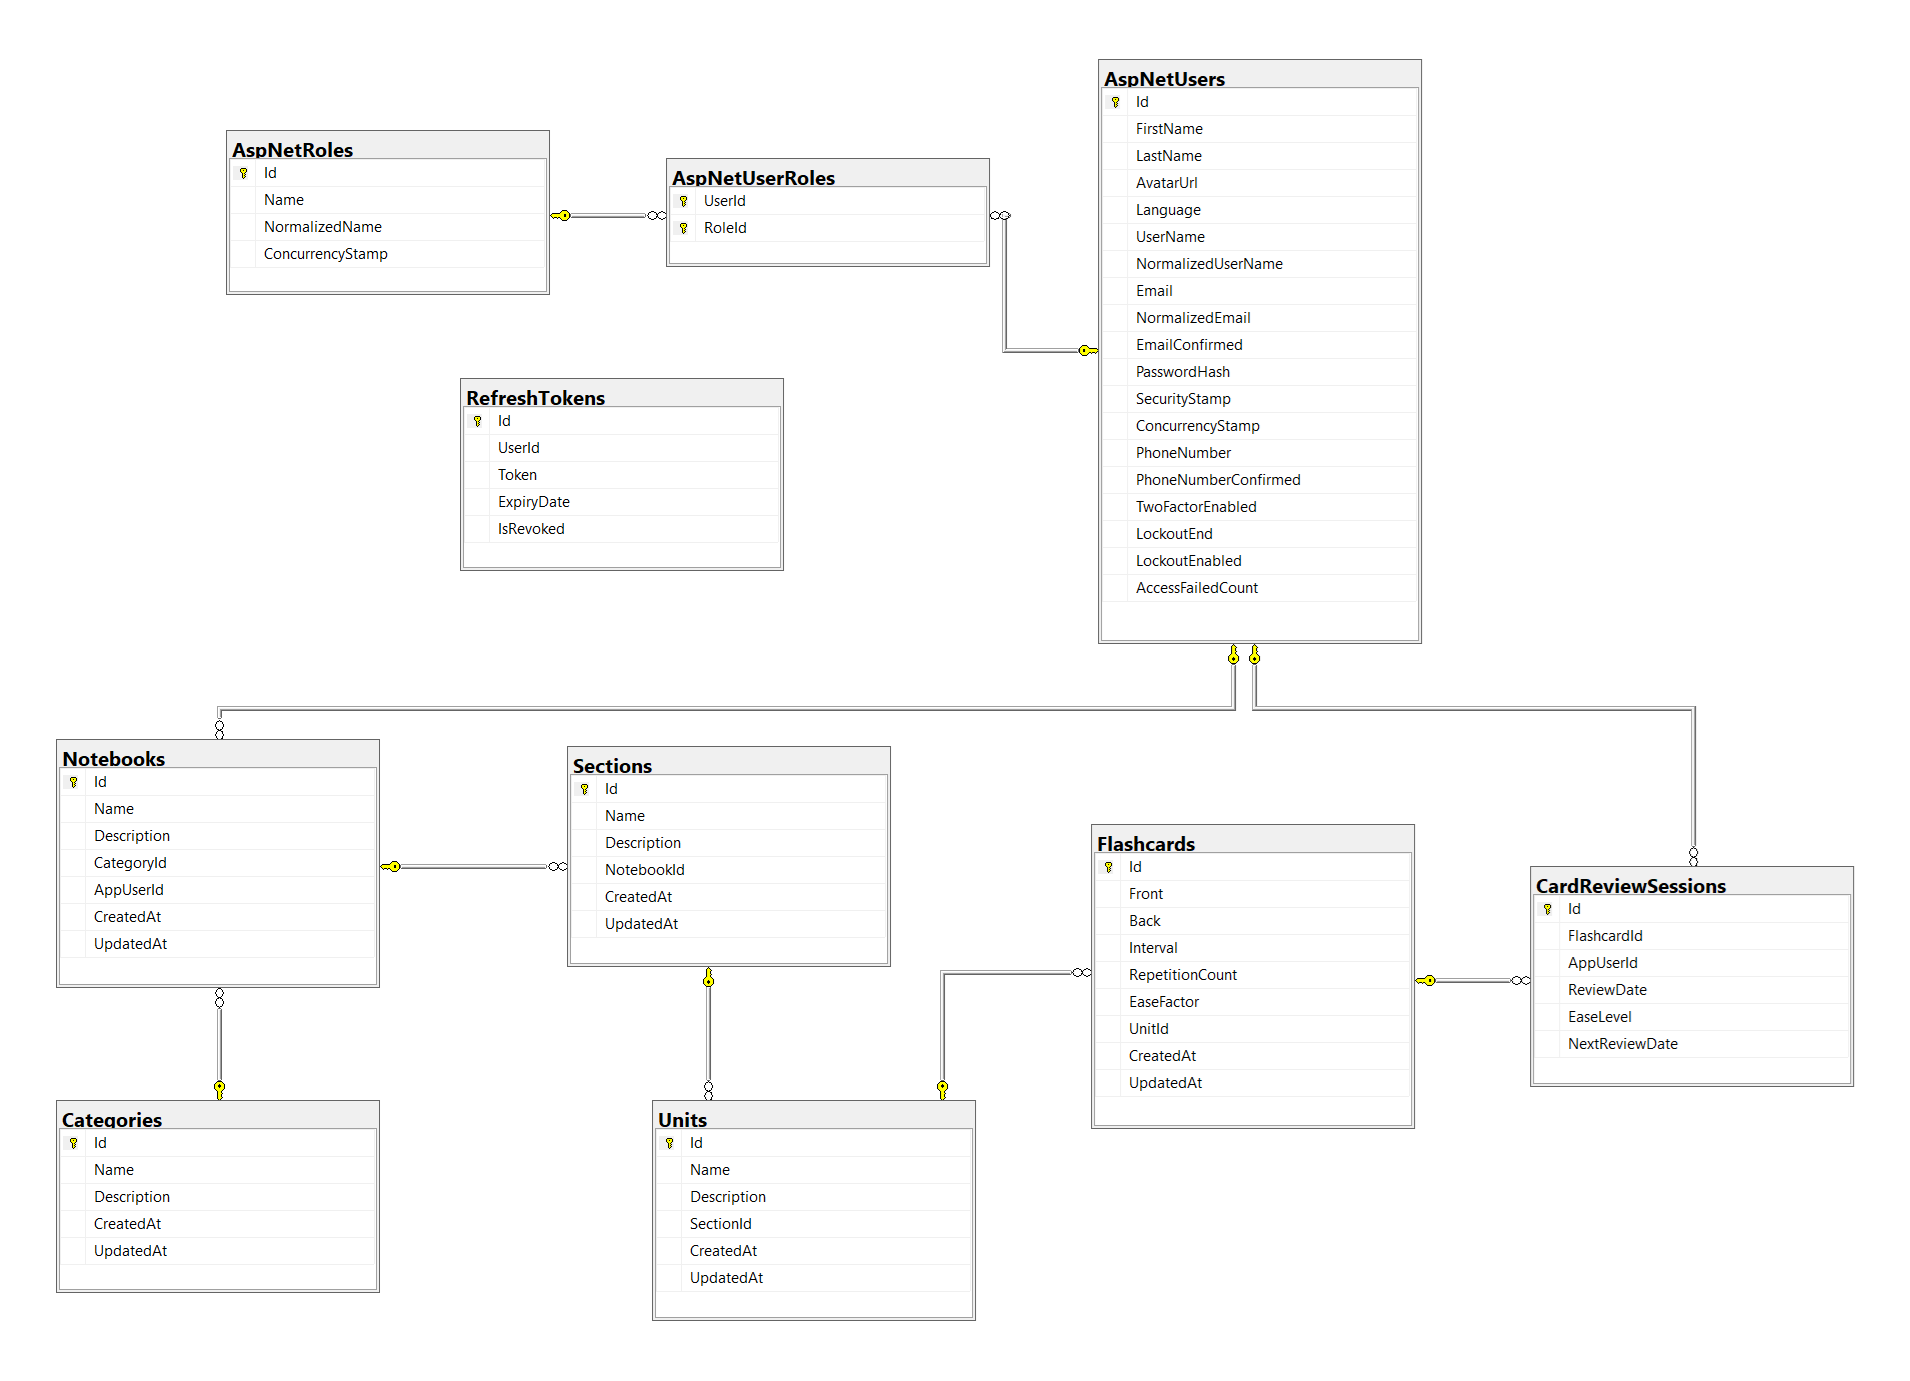 AspNetUsers
Id
FirstName
LastName
AvatarUrl
Language
UserName
NormalizedUserName
Email
NormalizedEmail
EmailConfirmed
PasswordHash
SecurityStamp
ConcurrencyStamp
PhoneNumber
PhoneNumberConfirmed
TwoFactorEnabled
LockoutEnd
LockoutEnabled
AccessFailedCount
AspNetRoles
Id
Name
NormalizedName
ConcurrencyStamp
AspNetUserRoles
UserId
RoleId
RefreshTokens
Id
UserId
Token
ExpiryDate
IsRevoked
Notebooks
Id
Name
Description
CategoryId
AppUserId
CreatedAt
UpdatedAt
Sections
Id
Name
Description
NotebookId
CreatedAt
UpdatedAt
Flashcards
Id
Front
Back
Interval
RepetitionCount
EaseFactor
UnitId
CreatedAt
UpdatedAt
CardReviewSessions
Id
FlashcardId
AppUserId
ReviewDate
EaseLevel
NextReviewDate
Categories
Id
Name
Description
CreatedAt
UpdatedAt
Units
Id
Name
Description
SectionId
CreatedAt
UpdatedAt